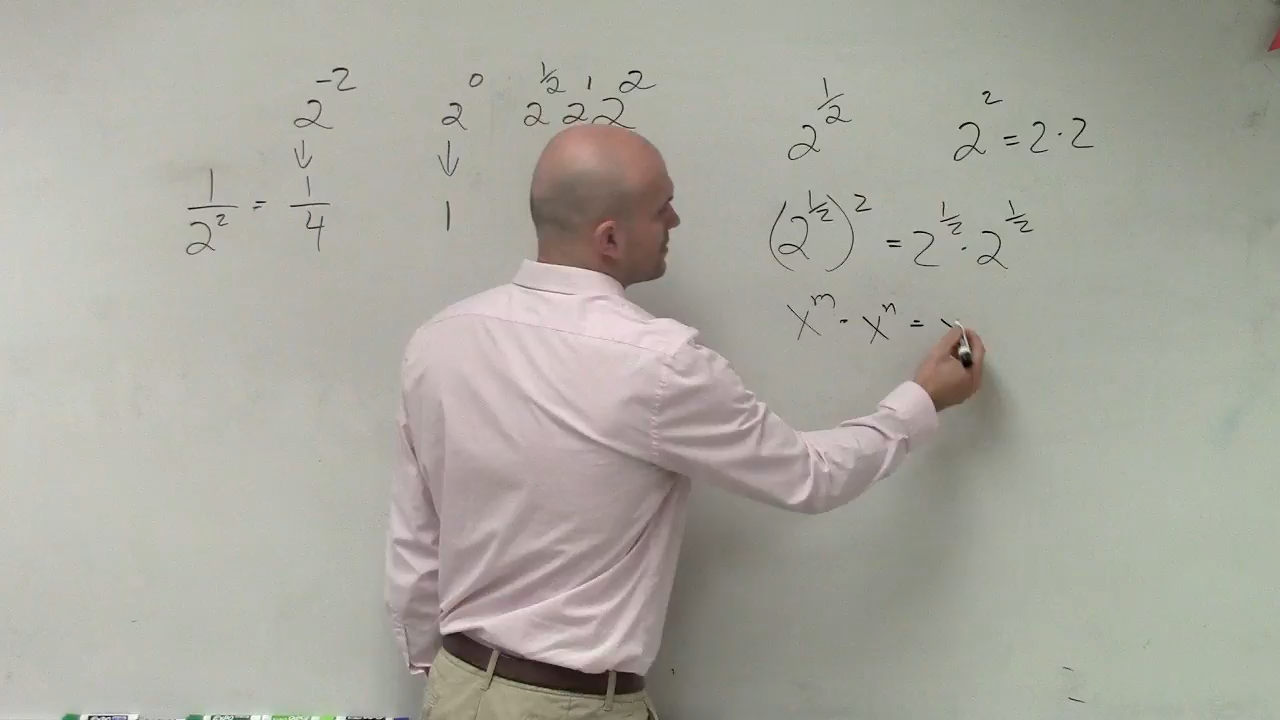 2^-2 2^0 2^1/2 2^1 2^2
↓ ↓
1/2^2 = 1/4 1
2^1/2 2^2 = 2·2
(2^1/2)^2 = 2^1/2 · 2^1/2
x^m · x^n = x